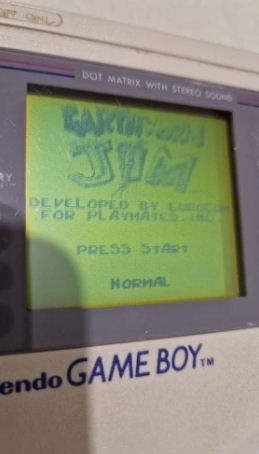 DOT MATRIX WITH STEREO SOUND
EARTHWORM
JIM
DEVELOPED BY EUROCOM
FOR PLAYMATES, INC.
PRESS START
NORMAL
RY
endo GAME BOY™